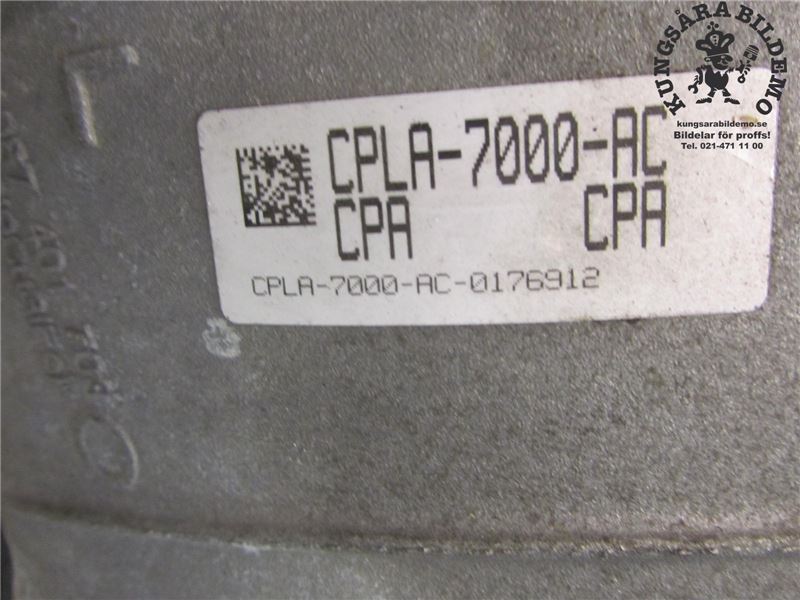 KUNGSÅRA BILDEMO
kungsarabildemo.se
Bildelar för proffs!
Tel. 021-471 11 00
CPLA-7000-AC
CPA CPA
CPLA-7000-AC-0176912